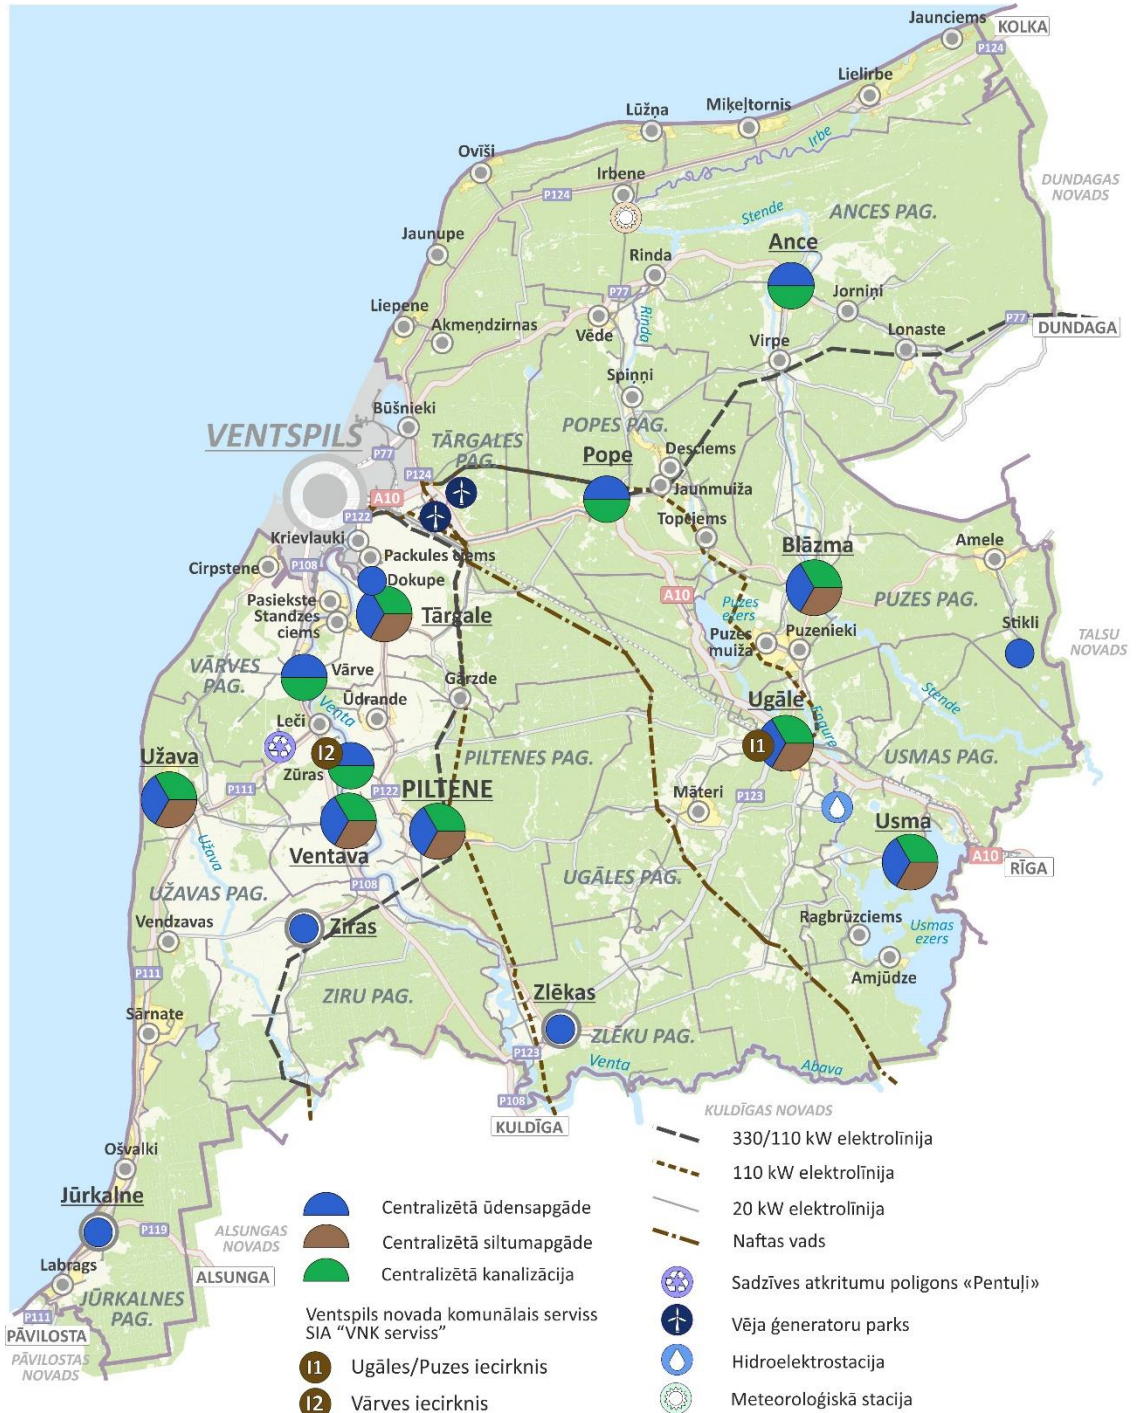 Jaunciems
KOLKA
P124
Lielirbe
Miķeļtornis
Lūžņa
Irbe
Ovīši
Irbene
P124
DUNDAGAS
NOVADS
Stende
ANCES PAG.
Jaunupe
Ance
Rinda
P77
Jorniņi
Liepene
Akmeņdzirnas
Vēde
Rinda
Virpe
Lonaste
P77
DUNDAGA
Spiņņi
Būšnieki
VENTSPILS
P77
TĀRGALES
PAG.
POPES PAG.
Pope
Desciems
P124
Jaunmuiža
A10
P122
Topciems
Krievlauki
Packules ciems
Blāzma
Amele
Cirpstene
P108
Dokupe
A10
Puzes
ezers
PUZES PAG.
Pasiekste
Standzes
ciems
Tārgale
Puzes
muiža
Puzenieki
Stikli
TALSU
NOVADS
VĀRVES
PAG.
Vārve
Gārzde
Stende
Venta
Ūdrande
Ugāle
Engure
Leči
I1
USMAS PAG.
Užava
I2
Zūras
PILTENES PAG.
PILTENE
P111
P122
Māteri
P123
Usma
Užava
Ventava
A10
RĪGA
P108
UGĀLES PAG.
UŽAVAS PAG.
Vendzavas
Ziras
Ragbrūzciems
Usmas
ezers
Amjūdze
P111
ZIRU PAG.
Zlēkas
Sārnate
ZLĒKU PAG.
P123
Venta
Abava
P108
KULDĪGA
KULDĪGAS NOVADS
Ošvalki
Jūrkalne
P119
ALSUNGAS
NOVADS
ALSUNGA
Labrags
JŪRKALNES
PAG.
P111
PĀVILOSTA
PĀVILOSTAS
NOVADS
Centralizētā ūdensapgāde
Centralizētā siltumapgāde
Centralizētā kanalizācija
Ventspils novada komunālais serviss
SIA “VNK serviss”
I1 Ugāles/Puzes iecirknis
I2 Vārves iecirknis
330/110 kW elektrolīnija
110 kW elektrolīnija
20 kW elektrolīnija
Naftas vads
Sadzīves atkritumu poligons «Pentuļi»
Vēja ģeneratoru parks
Hidroelektrostacija
Meteoroloģiskā stacija